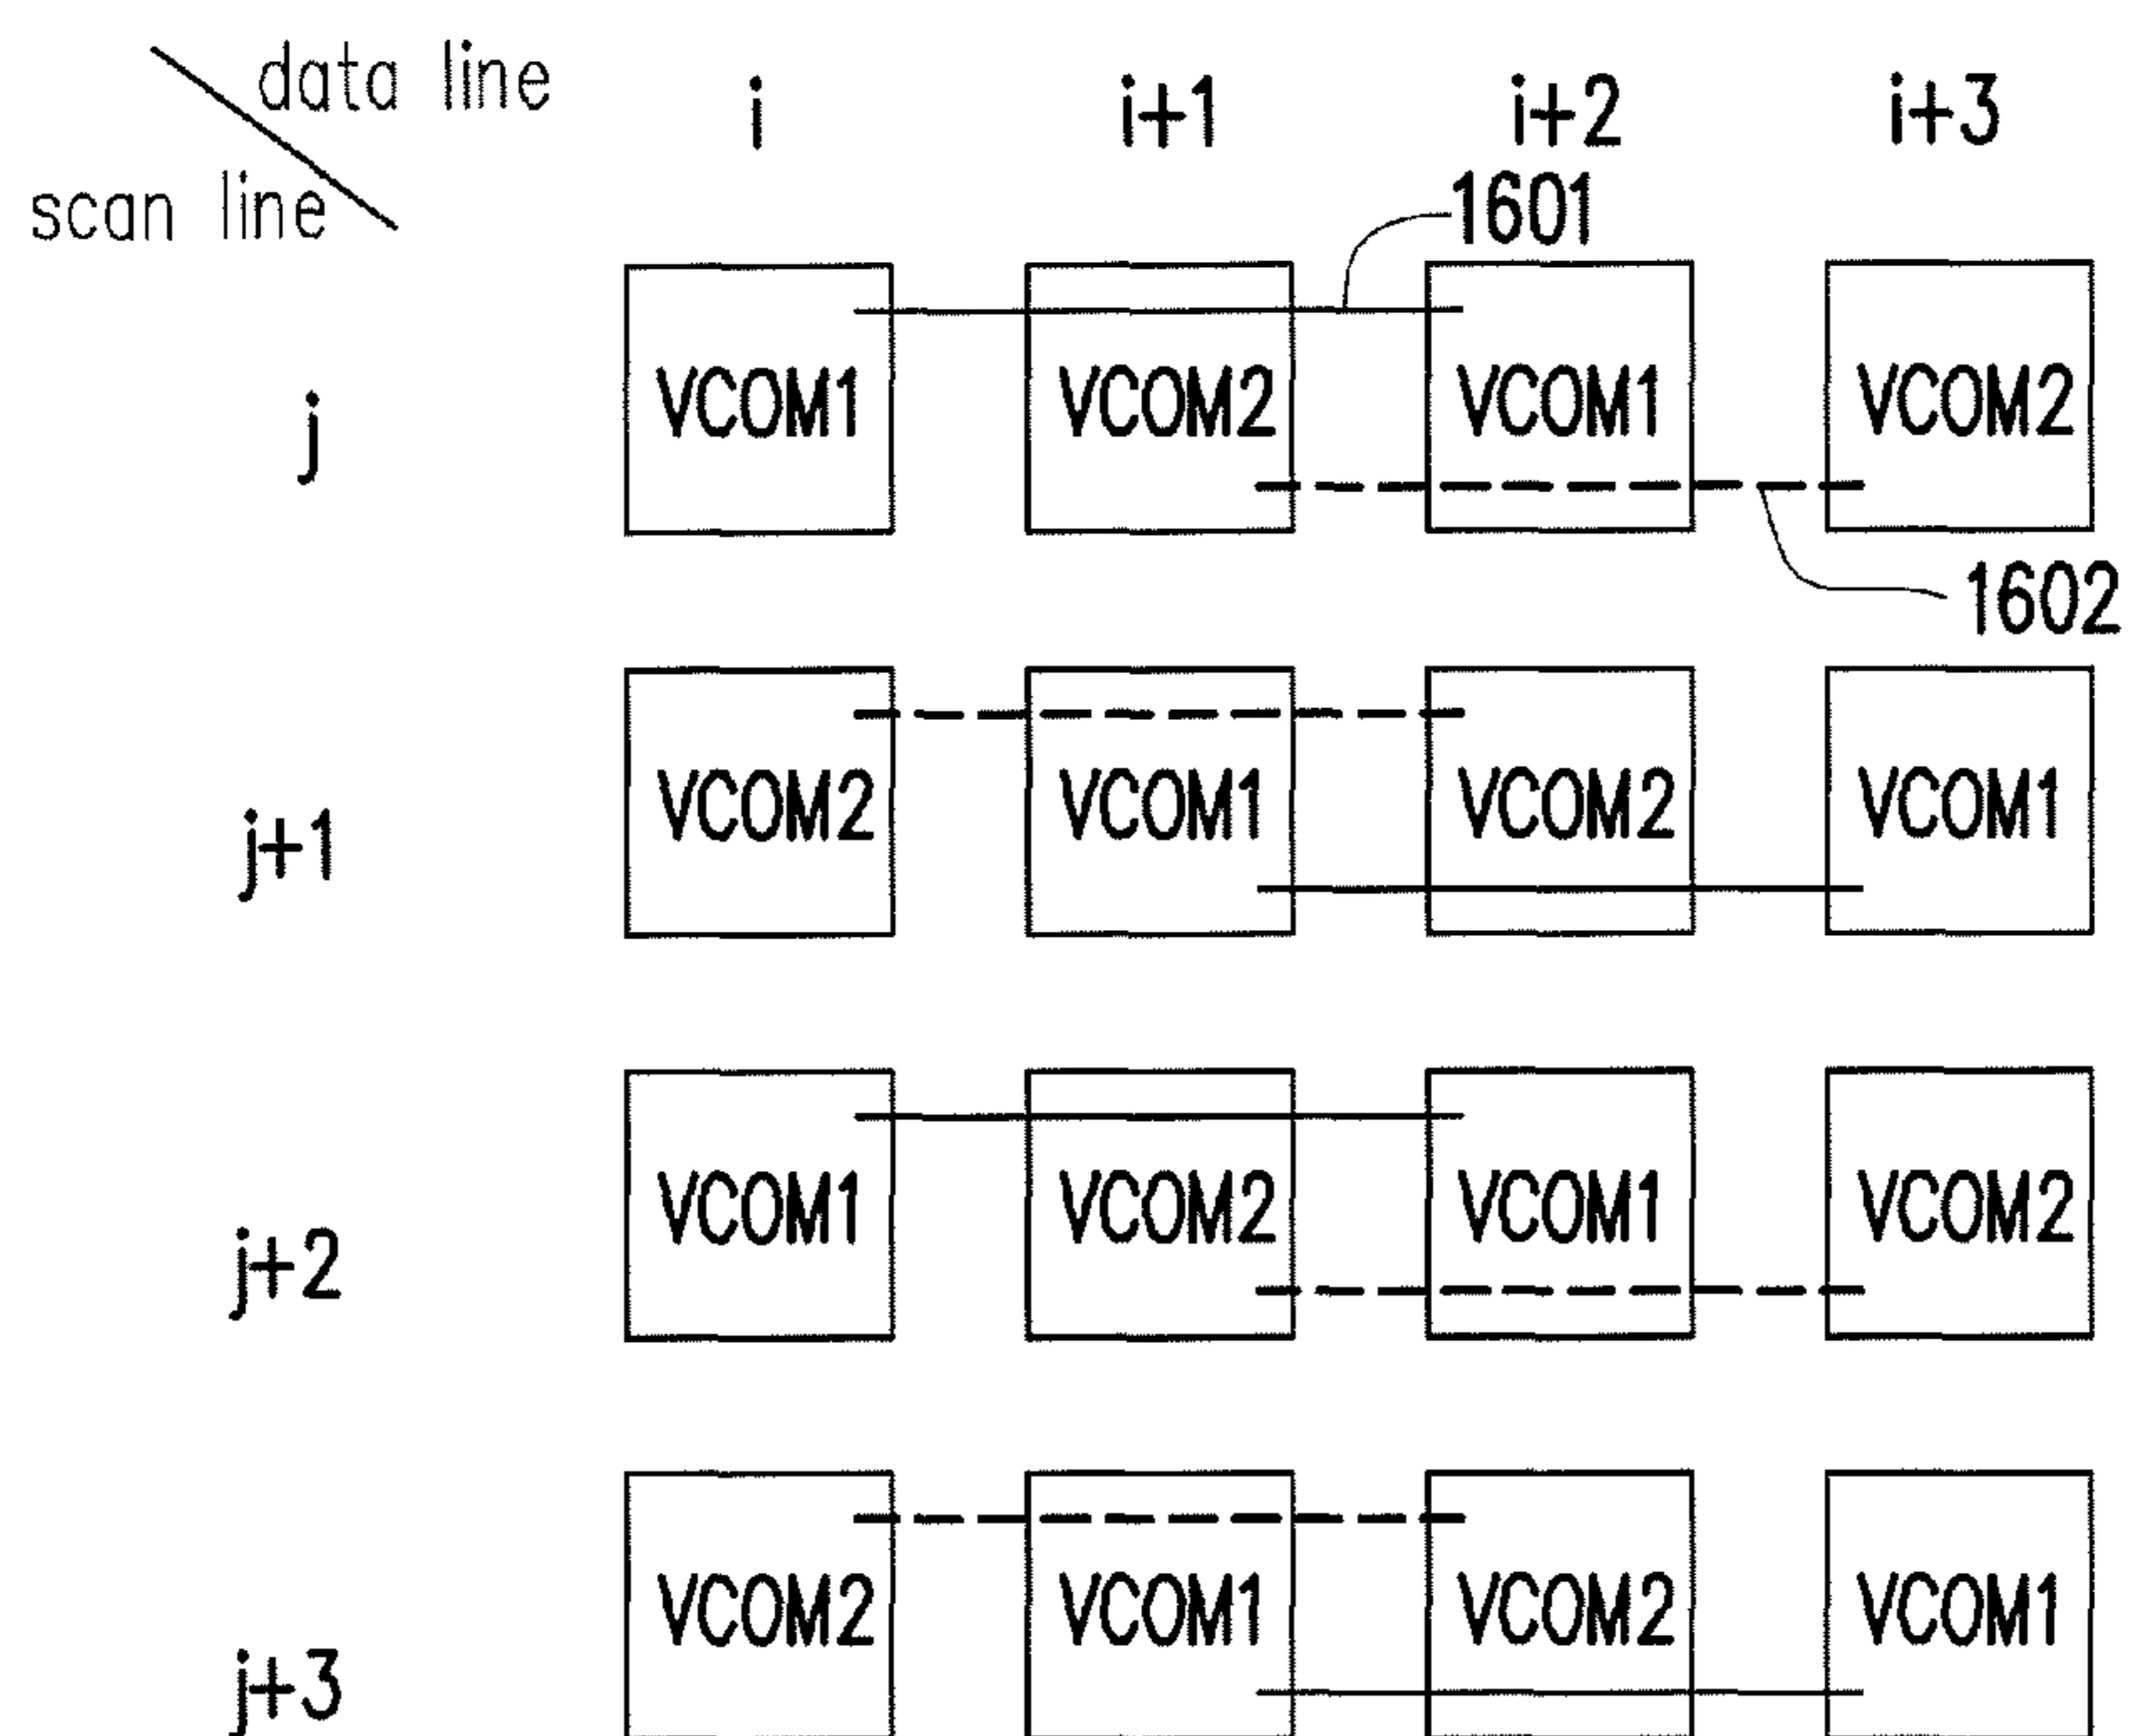 data line
scan line
i i+1 i+2 i+3
1601
j VCOM1 VCOM2 VCOM1 VCOM2
1602
j+1 VCOM2 VCOM1 VCOM2 VCOM1
j+2 VCOM1 VCOM2 VCOM1 VCOM2
j+3 VCOM2 VCOM1 VCOM2 VCOM1